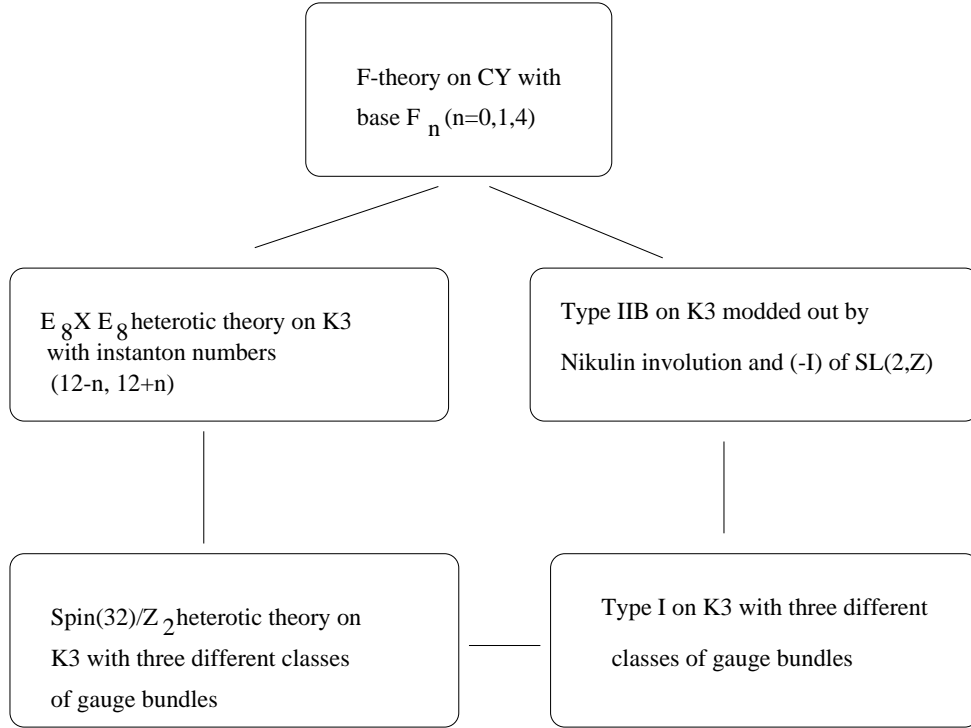 F-theory on CY with
base F n (n=0,1,4)
E 8 X E 8 heterotic theory on K3
with instanton numbers
(12-n, 12+n)
Type IIB on K3 modded out by
Nikulin involution and (-I) of SL(2,Z)
Spin(32)/Z 2 heterotic theory on
K3 with three different classes
of gauge bundles
Type I on K3 with three different
classes of gauge bundles